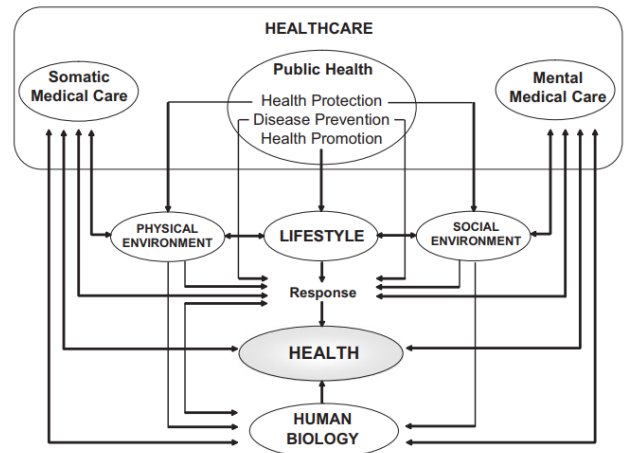 HEALTHCARE
Somatic
Medical Care
Public Health
Health Protection
Disease Prevention
Health Promotion
Mental
Medical Care
PHYSICAL
ENVIRONMENT
LIFESTYLE
SOCIAL
ENVIRONMENT
Response
HEALTH
HUMAN
BIOLOGY